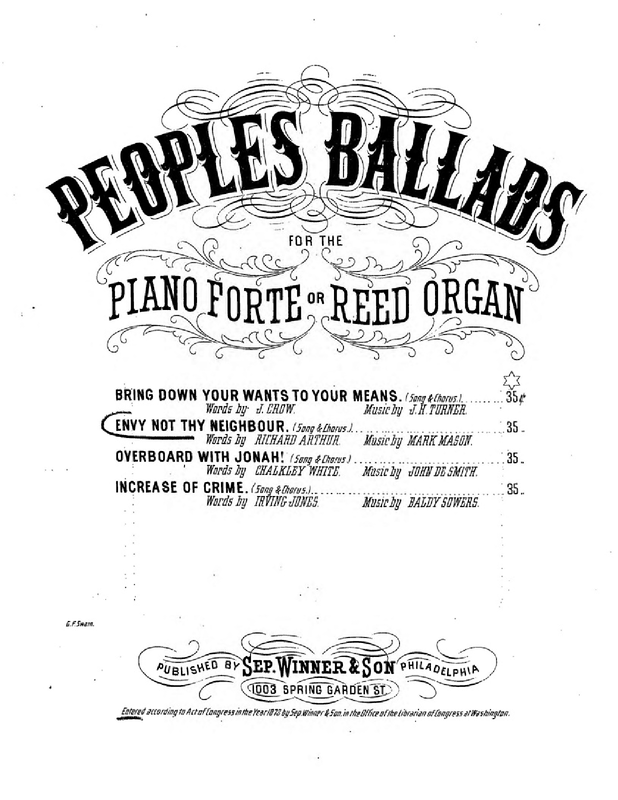 PEOPLES BALLADS
FOR THE
PIANO FORTE OR REED ORGAN
BRING DOWN YOUR WANTS TO YOUR MEANS. (Song & Chorus.) 35¢
Words by J. CROW. Music by J. H. TURNER.
ENVY NOT THY NEIGHBOUR. (Song & Chorus.) 35
Words by RICHARD ARTHUR. Music by MARK MASON.
OVERBOARD WITH JONAH! (Song & Chorus.) 35
Words by CHALKLEY WHITE. Music by JOHN DE SMITH.
INCREASE OF CRIME. (Song & Chorus.) 35
Words by IRVING JONES. Music by BALDY SOWERS.
G.F. Swain.
PUBLISHED BY SEP. WINNER & SON PHILADELPHIA
1003 SPRING GARDEN ST.
Entered according to Act of Congress in the Year by Sep. Winner & Son, in the Office of the Librarian of Congress at Washington.